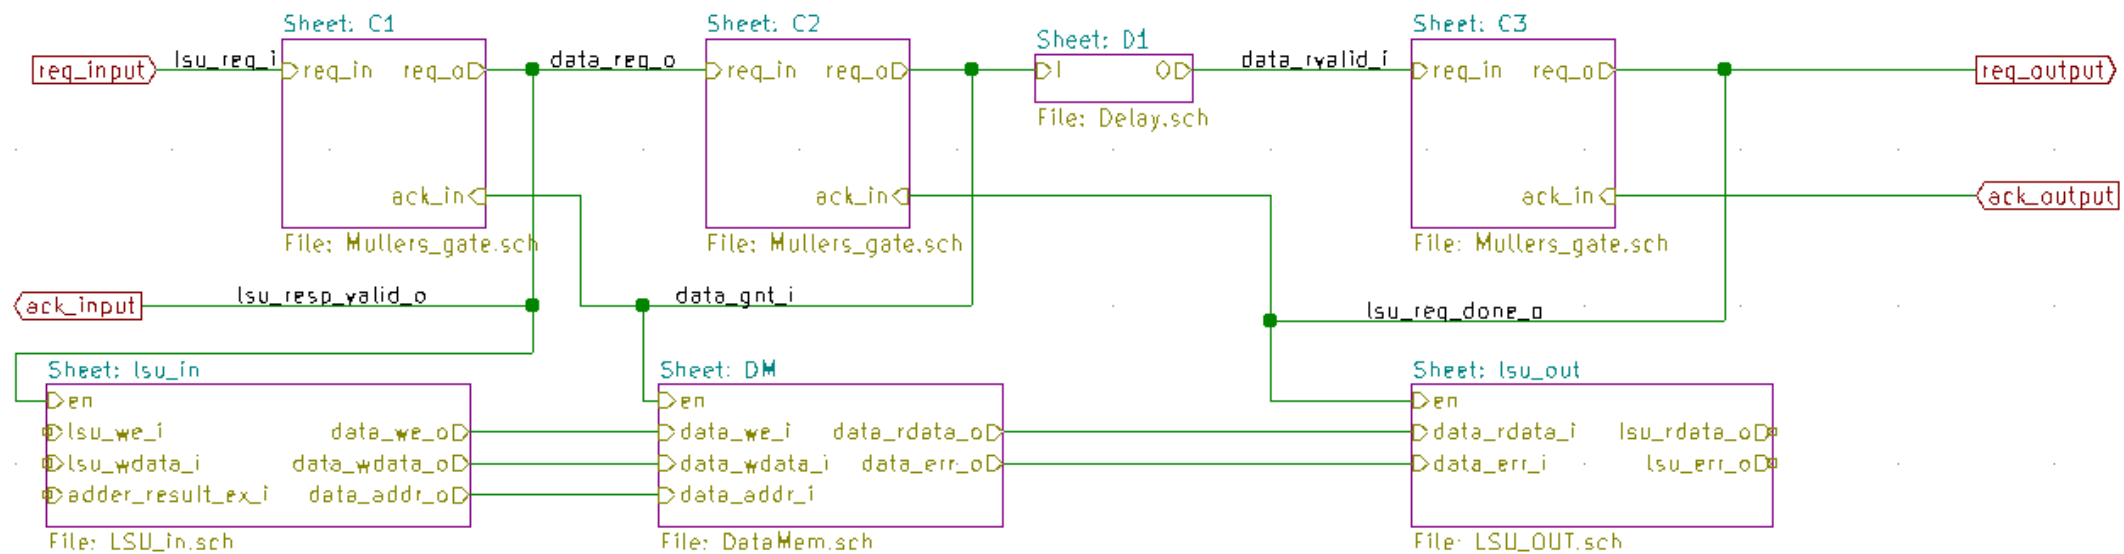 Sheet: C1
Sheet: C2
Sheet: D1
Sheet: C3
req_input
lsu_req_i
req_in req_o
data_req_o
req_in req_o
I O
data_rvalid_i
req_in req_o
req_output
File: Delay.sch
ack_in
ack_in
ack_in
ack_output
File: Mullers_gate.sch
File: Mullers_gate.sch
File: Mullers_gate.sch
ack_input
lsu_resp_valid_o
data_gnt_i
lsu_req_done_o
Sheet: lsu_in
en
lsu_we_i data_we_o
lsu_wdata_i data_wdata_o
adder_result_ex_i data_addr_o
File: LSU_in.sch
Sheet: DM
en
data_we_i data_rdata_o
data_wdata_i data_err_o
data_addr_i
File: DataMem.sch
Sheet: lsu_out
en
data_rdata_i lsu_rdata_o
data_err_i lsu_err_o
File: LSU_OUT.sch